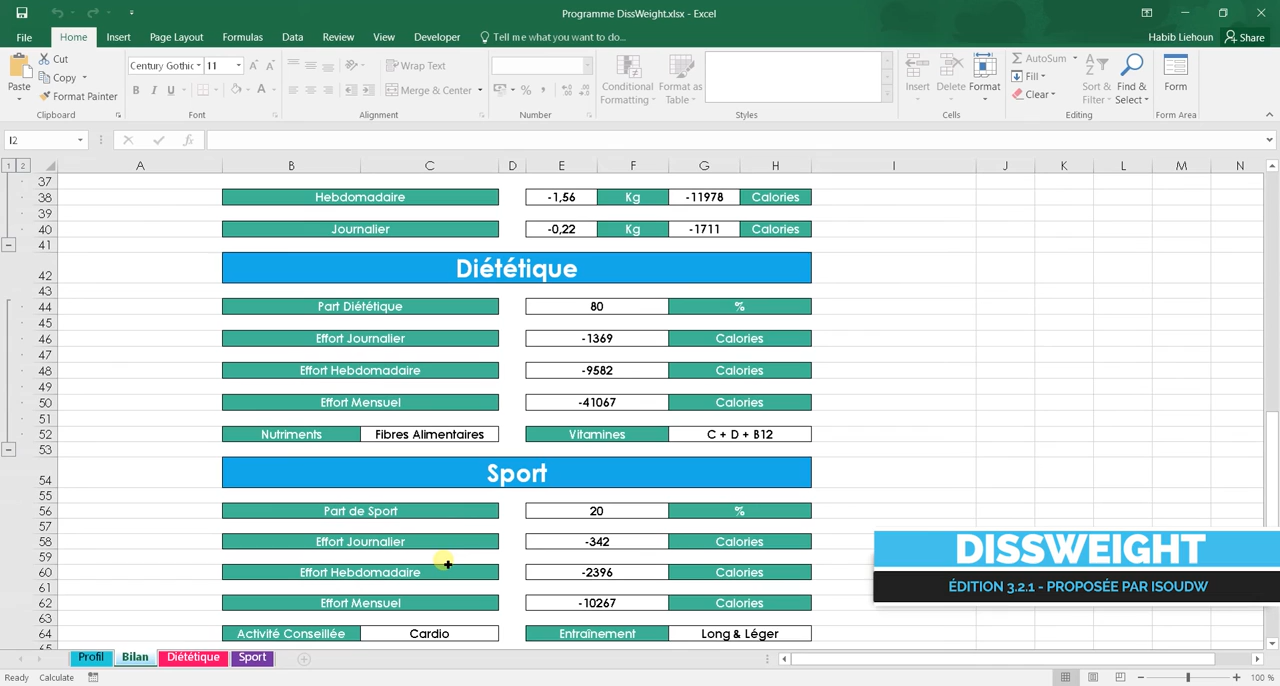 Programme DissWeight.xlsx - Excel
File Home Insert Page Layout Formulas Data Review View Developer Tell me what you want to do... Habib Liehoun Share
Cut
Copy
Format Painter
Paste
Clipboard
Century Gothic 11
B I U
Font
Wrap Text
Merge & Center
Alignment
%
Number
Conditional Formatting
Format as Table
Styles
Insert Delete Format
Cells
AutoSum
Fill
Clear
Sort & Filter
Find & Select
Editing
Form
Form Area
I2
fx
1 2
A B C D E F G H I J K L M N
37
38 Hebdomadaire -1,56 Kg -11978 Calories
39
40 Journalier -0,22 Kg -1711 Calories
41
42 Diététique
43
44 Part Diététique 80 %
45
46 Effort Journalier -1369 Calories
47
48 Effort Hebdomadaire -9582 Calories
49
50 Effort Mensuel -41067 Calories
51
52 Nutriments Fibres Alimentaires Vitamines C + D + B12
53
54 Sport
55
56 Part de Sport 20 %
57
58 Effort Journalier -342 Calories
59
60 Effort Hebdomadaire -2396 Calories
61
62 Effort Mensuel -10267 Calories
63
64 Activité Conseillée Cardio Entraînement Long & Léger
65
DISSWEIGHT
ÉDITION 3.2.1 - PROPOSÉE PAR ISOUDW
Profil Bilan Diététique Sport
Ready Calculate 100 %